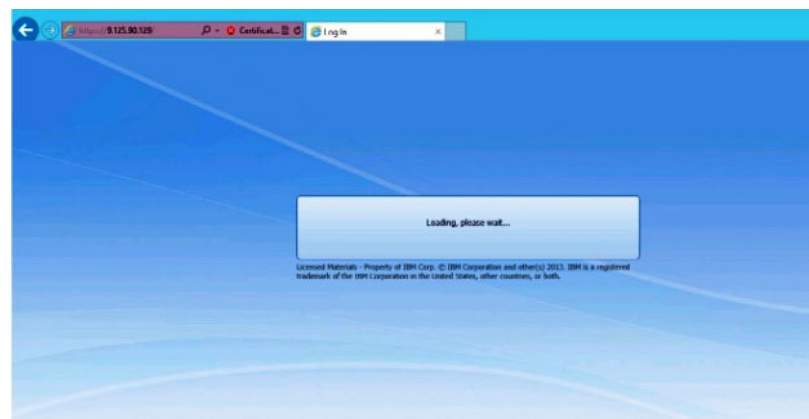 https://9.125.90.129/
Certificat...
Log In
Loading, please wait...
Licensed Materials - Property of IBM Corp. © IBM Corporation and other(s) 2013. IBM is a registered
trademark of the IBM Corporation in the United States, other countries, or both.